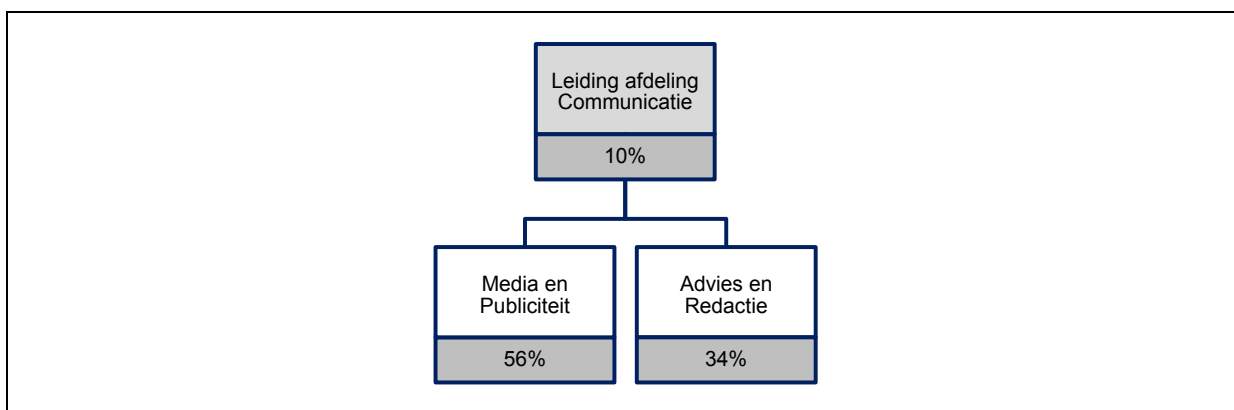 Leiding afdeling
Communicatie
10%
Media en
Publiciteit
56%
Advies en
Redactie
34%